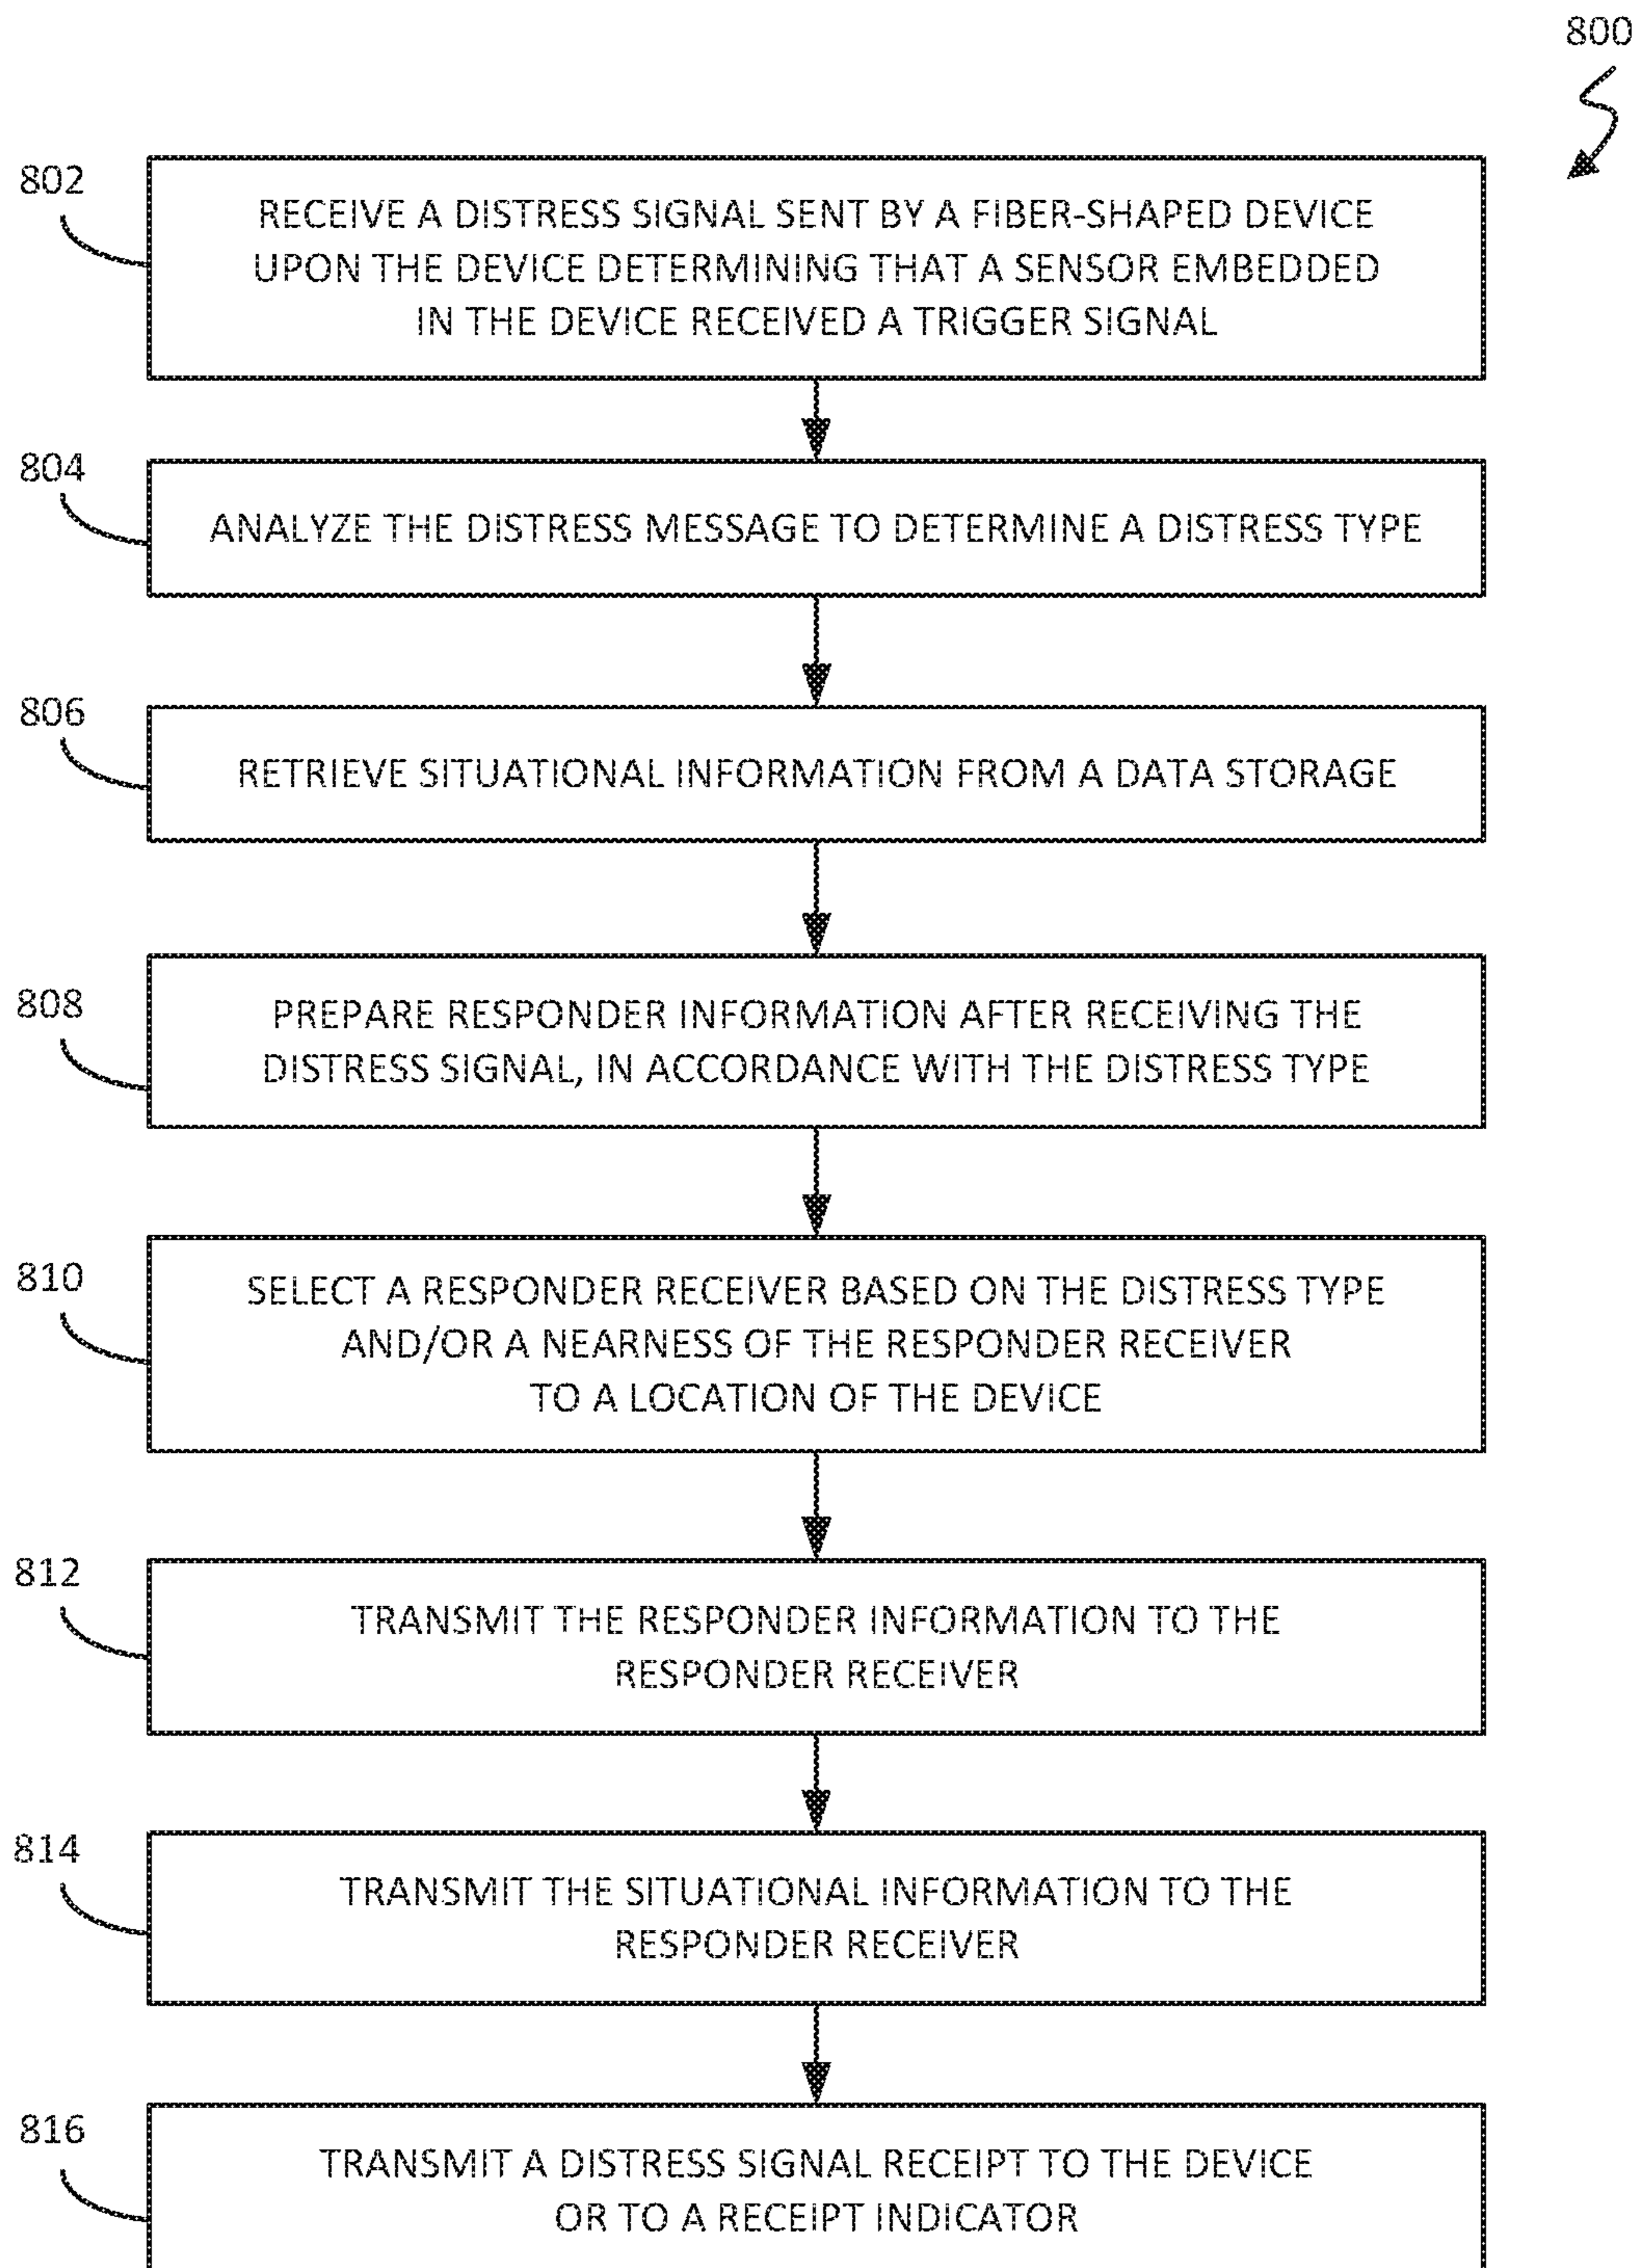 800
802
RECEIVE A DISTRESS SIGNAL SENT BY A FIBER-SHAPED DEVICE
UPON THE DEVICE DETERMINING THAT A SENSOR EMBEDDED
IN THE DEVICE RECEIVED A TRIGGER SIGNAL
804
ANALYZE THE DISTRESS MESSAGE TO DETERMINE A DISTRESS TYPE
806
RETRIEVE SITUATIONAL INFORMATION FROM A DATA STORAGE
808
PREPARE RESPONDER INFORMATION AFTER RECEIVING THE
DISTRESS SIGNAL, IN ACCORDANCE WITH THE DISTRESS TYPE
810
SELECT A RESPONDER RECEIVER BASED ON THE DISTRESS TYPE
AND/OR A NEARNESS OF THE RESPONDER RECEIVER
TO A LOCATION OF THE DEVICE
812
TRANSMIT THE RESPONDER INFORMATION TO THE
RESPONDER RECEIVER
814
TRANSMIT THE SITUATIONAL INFORMATION TO THE
RESPONDER RECEIVER
816
TRANSMIT A DISTRESS SIGNAL RECEIPT TO THE DEVICE
OR TO A RECEIPT INDICATOR